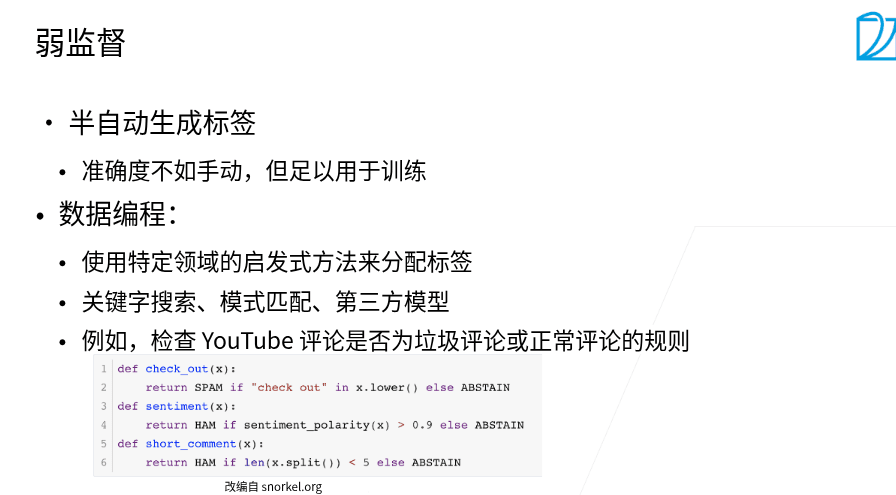 弱监督
• 半自动生成标签
• 准确度不如手动，但足以用于训练
• 数据编程：
• 使用特定领域的启发式方法来分配标签
• 关键字搜索、模式匹配、第三方模型
• 例如，检查 YouTube 评论是否为垃圾评论或正常评论的规则
1 def check_out(x):
2     return SPAM if "check out" in x.lower() else ABSTAIN
3 def sentiment(x):
4     return HAM if sentiment_polarity(x) > 0.9 else ABSTAIN
5 def short_comment(x):
6     return HAM if len(x.split()) < 5 else ABSTAIN
改编自 snorkel.org